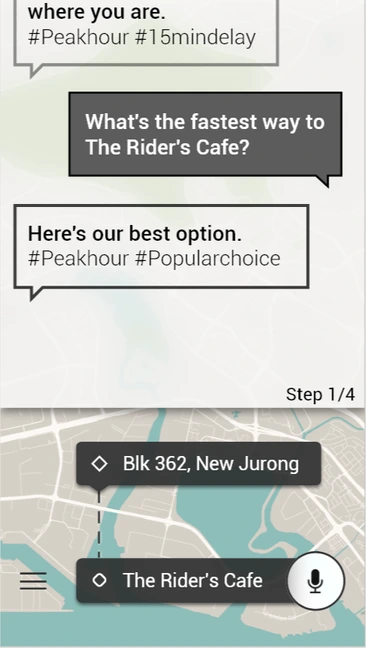 where you are.
#Peakhour #15mindelay
What's the fastest way to
The Rider's Cafe?
Here's our best option.
#Peakhour #Popularchoice
Step 1/4
Blk 362, New Jurong
The Rider's Cafe